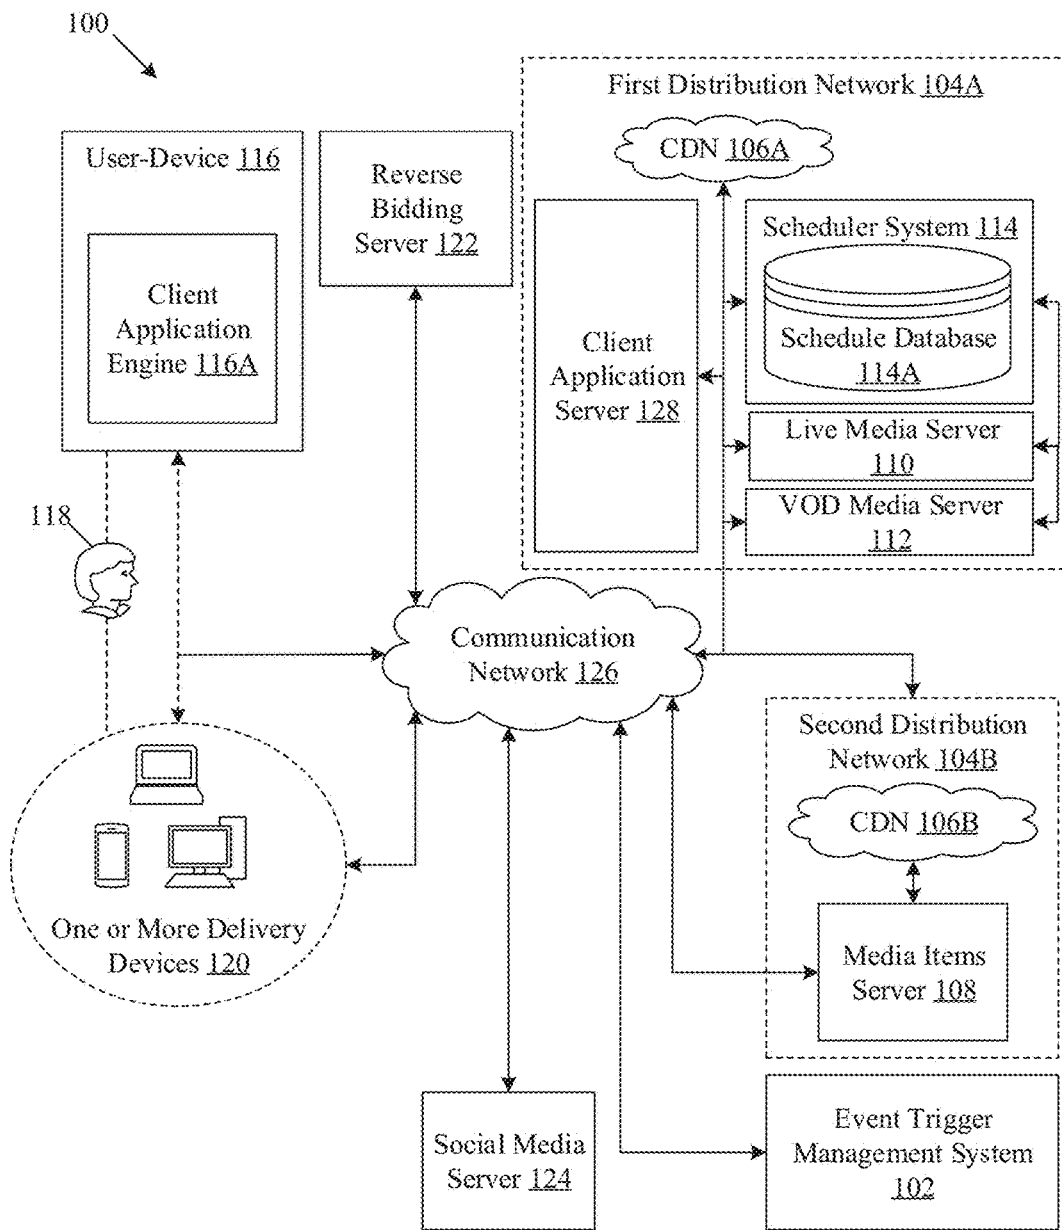 100
First Distribution Network 104A
CDN 106A
User-Device 116
Client
Application
Engine 116A
Reverse
Bidding
Server 122
Client
Application
Server 128
Scheduler System 114
Schedule Database
114A
Live Media Server
110
VOD Media Server
112
118
Communication
Network 126
One or More Delivery
Devices 120
Second Distribution
Network 104B
CDN 106B
Media Items
Server 108
Social Media
Server 124
Event Trigger
Management System
102